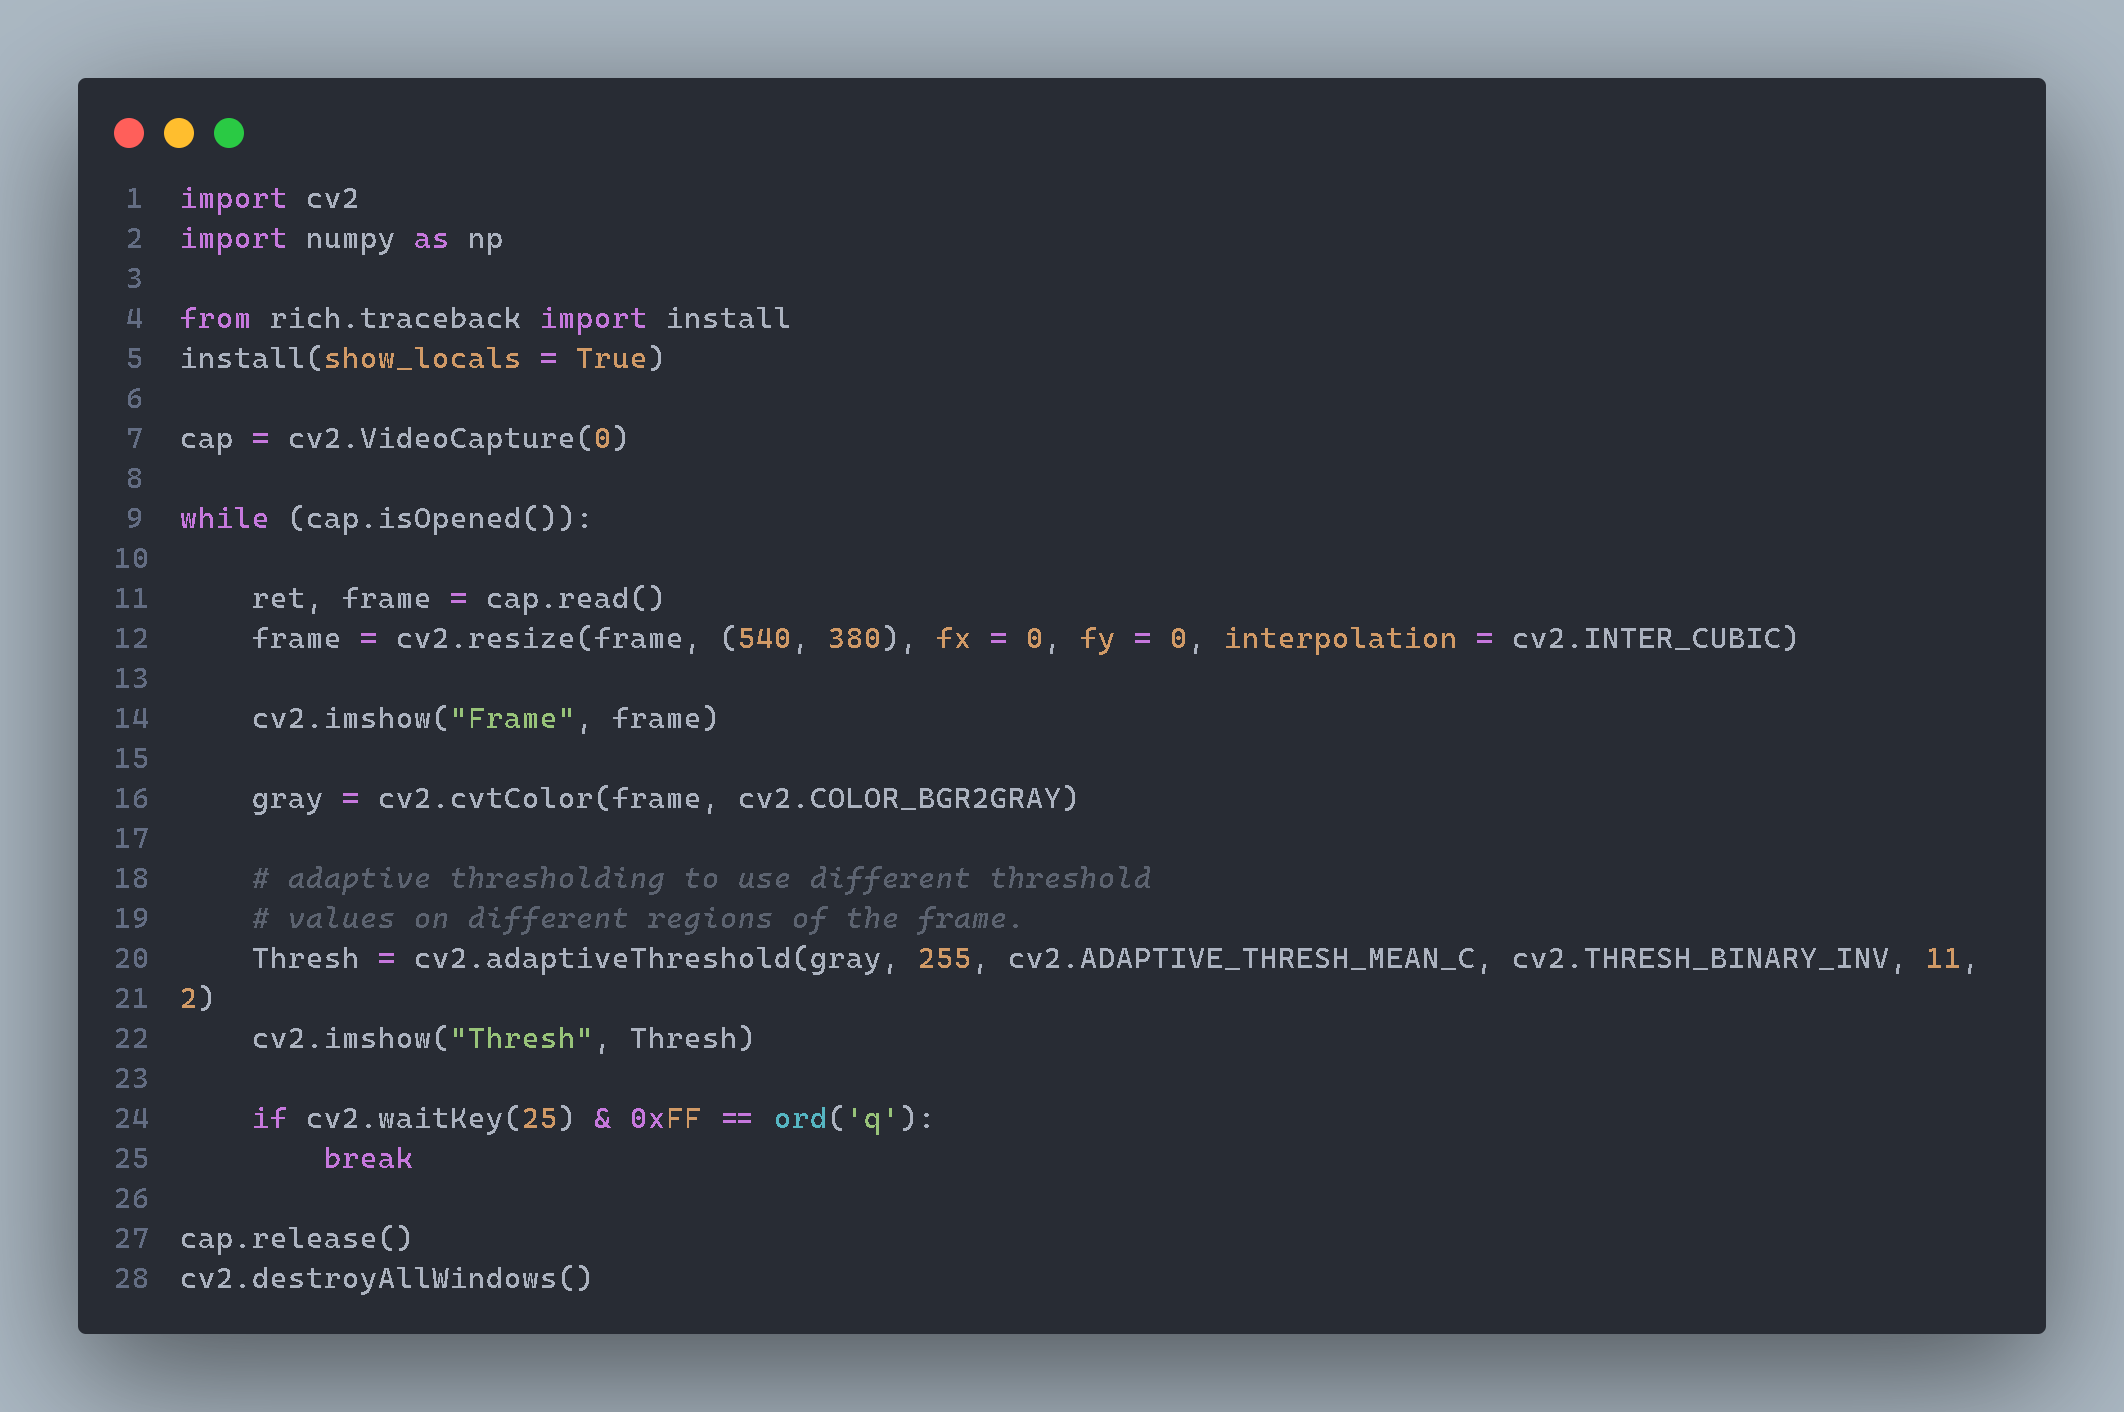 1 import cv2
2 import numpy as np
3
4 from rich.traceback import install
5 install(show_locals = True)
6
7 cap = cv2.VideoCapture(0)
8
9 while (cap.isOpened()):
10
11     ret, frame = cap.read()
12     frame = cv2.resize(frame, (540, 380), fx = 0, fy = 0, interpolation = cv2.INTER_CUBIC)
13
14     cv2.imshow("Frame", frame)
15
16     gray = cv2.cvtColor(frame, cv2.COLOR_BGR2GRAY)
17
18     # adaptive thresholding to use different threshold
19     # values on different regions of the frame.
20     Thresh = cv2.adaptiveThreshold(gray, 255, cv2.ADAPTIVE_THRESH_MEAN_C, cv2.THRESH_BINARY_INV, 11,
21 2)
22     cv2.imshow("Thresh", Thresh)
23
24     if cv2.waitKey(25) & 0xFF == ord('q'):
25         break
26
27 cap.release()
28 cv2.destroyAllWindows()